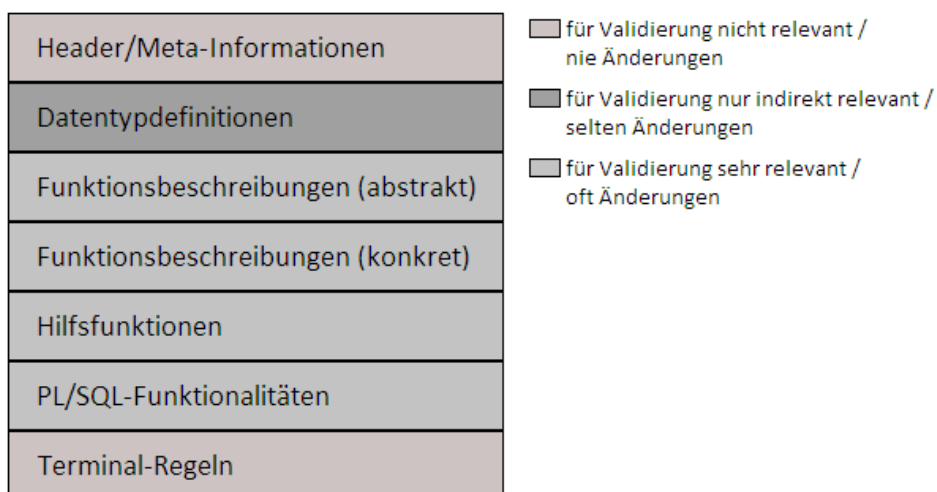 Header/Meta-Informationen
Datentypdefinitionen
Funktionsbeschreibungen (abstrakt)
Funktionsbeschreibungen (konkret)
Hilfsfunktionen
PL/SQL-Funktionalitäten
Terminal-Regeln
für Validierung nicht relevant /
nie Änderungen
für Validierung nur indirekt relevant /
selten Änderungen
für Validierung sehr relevant /
oft Änderungen